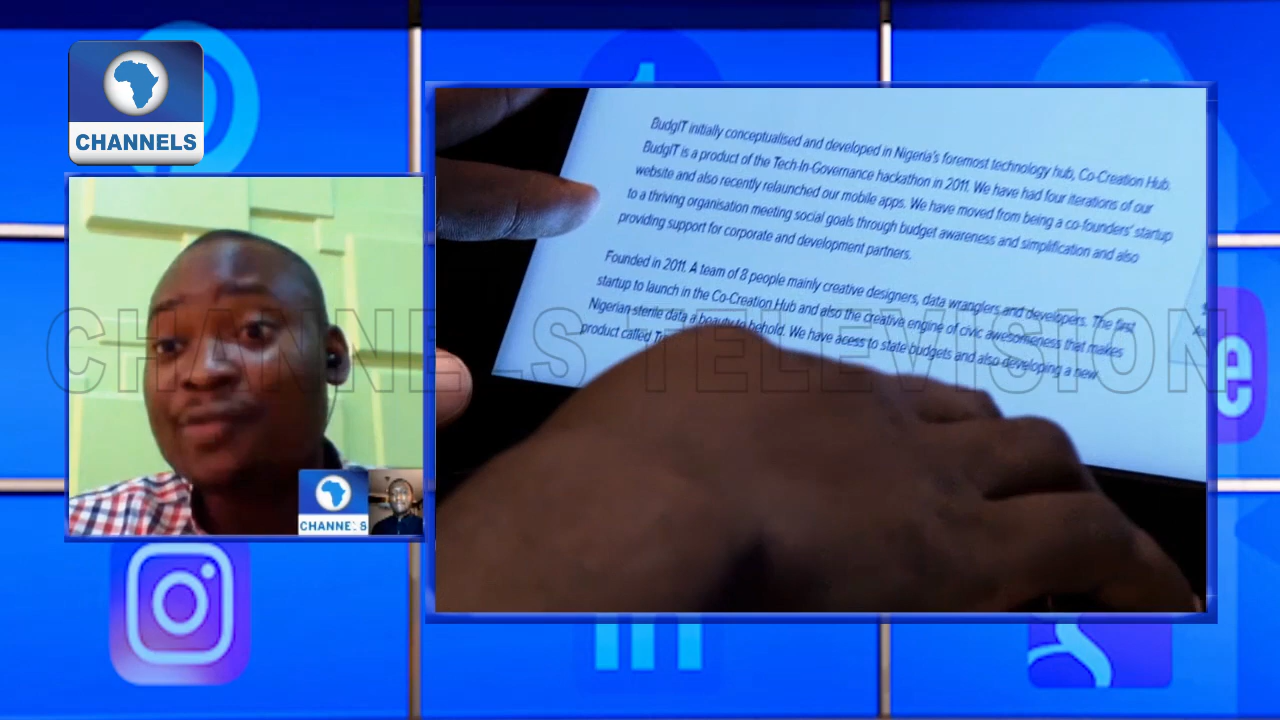 CHANNELS
BudgIT initially conceptualised and developed in Nigeria's foremost technology hub, Co-Creation Hub.
BudgIT is a product of the Tech-In-Governance hackathon in 2011. We have had four iterations of our
website and also recently relaunched our mobile apps. We have moved from being a co-founders' startup
to a thriving organisation meeting social goals through budget awareness and simplification and also
providing support for corporate and development partners.
Founded in 2011. A team of 8 people mainly creative designers, data wranglers and developers. The first
startup to launch in the Co-Creation Hub and also the creative engine of civic awesomeness that makes
Nigerian sterile data a beauty to behold. We have acess to state budgets and also developing a new
product called
CHANNELS TELEVISION
CHANNELS